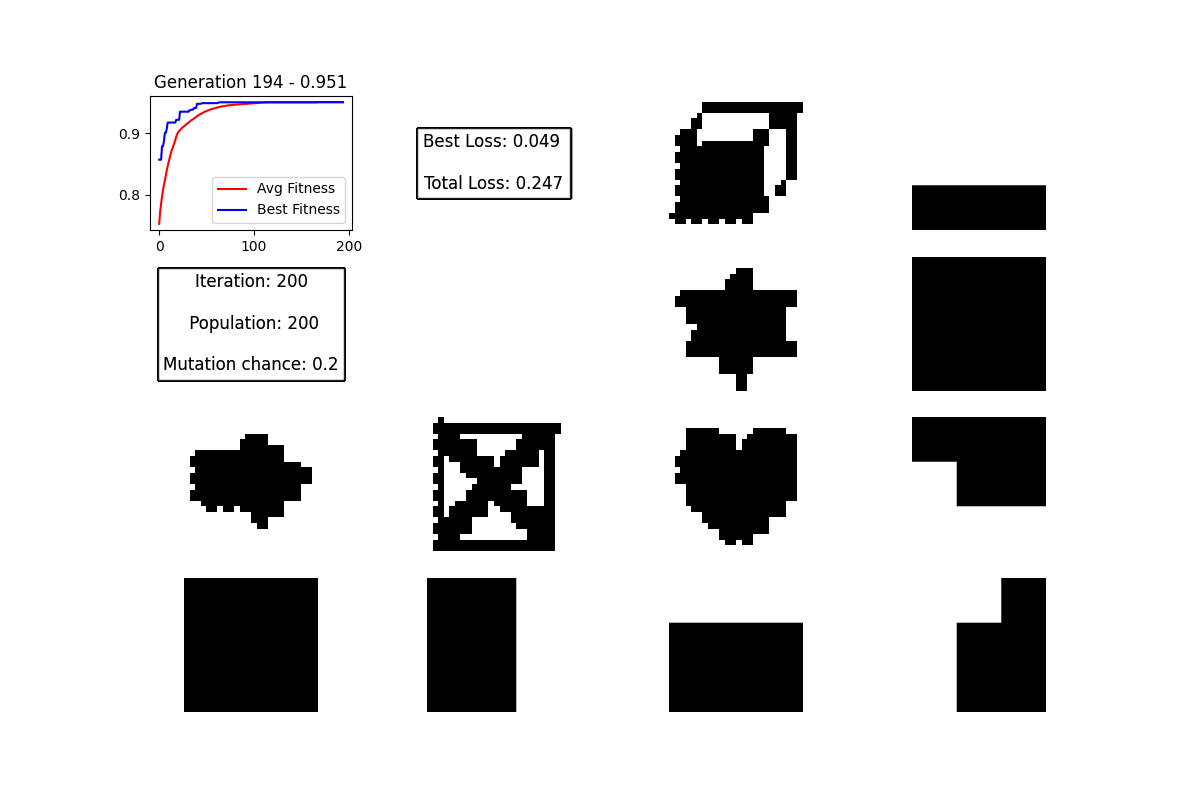 Generation 194 - 0.951
0.9
0.8
Avg Fitness
Best Fitness
0 100 200
Best Loss: 0.049
Total Loss: 0.247
Iteration: 200
Population: 200
Mutation chance: 0.2